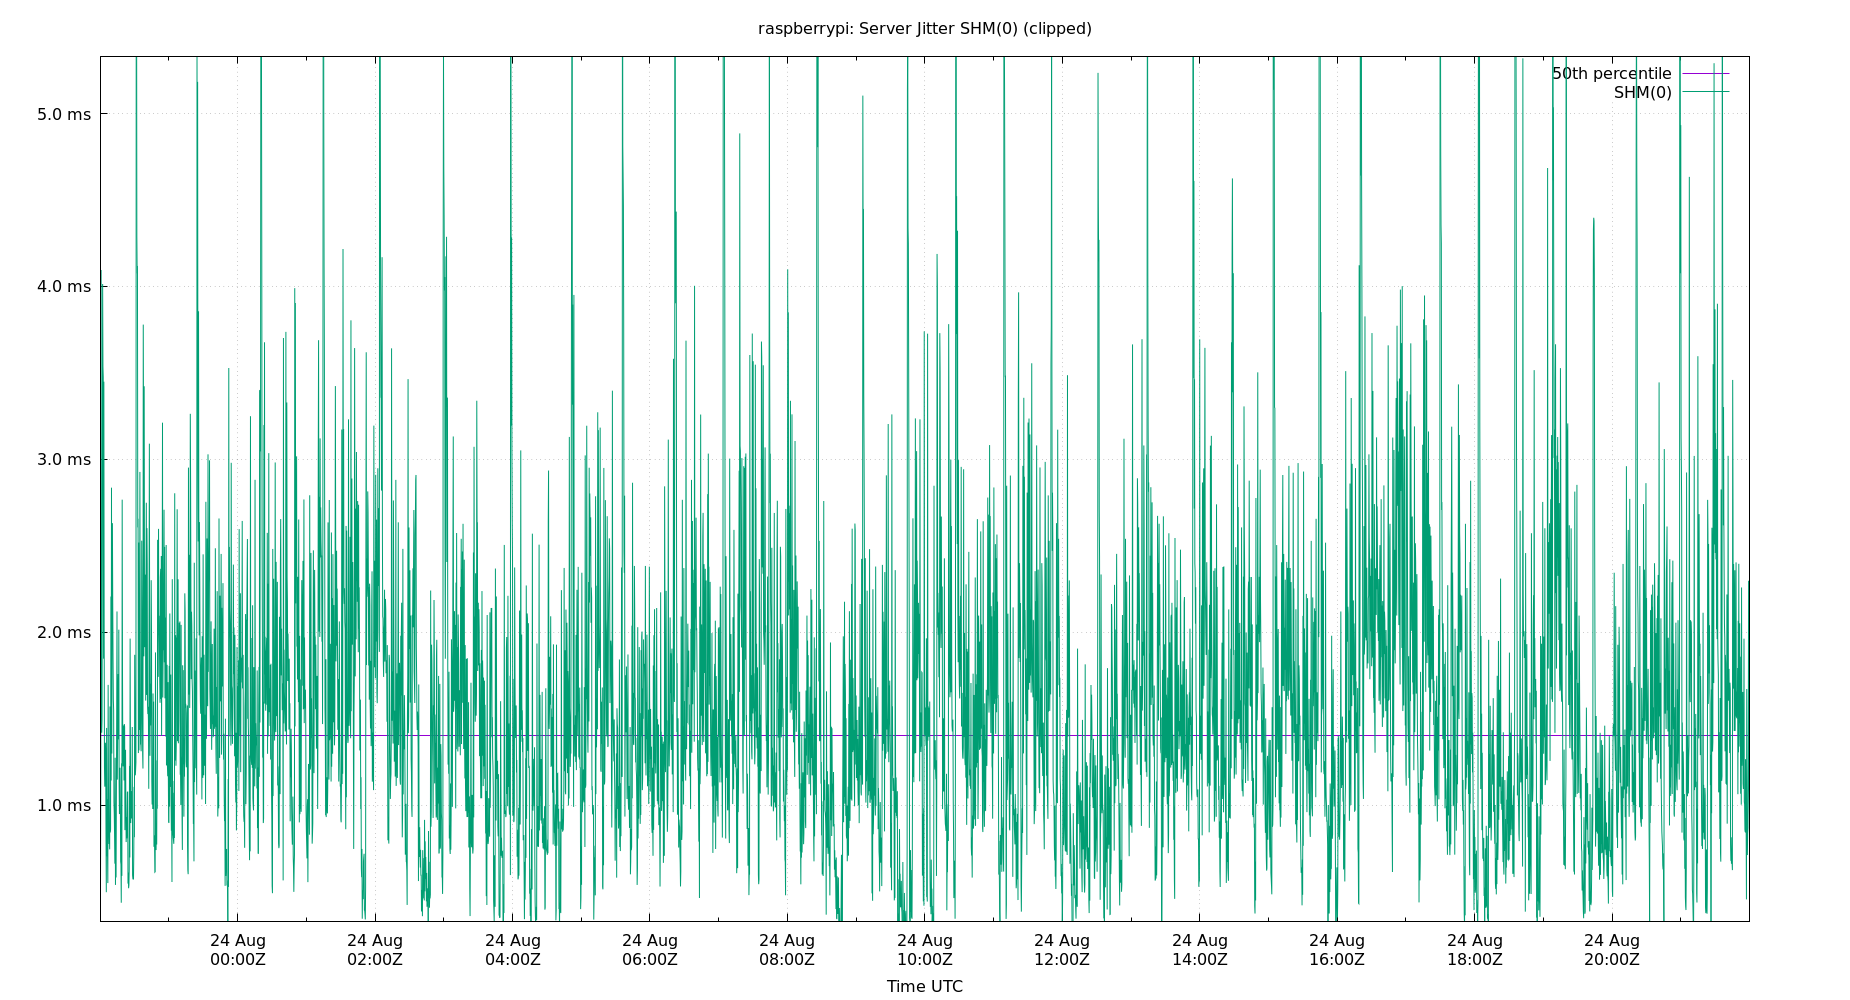 raspberrypi: Server Jitter SHM(0) (clipped)
50th percentile
SHM(0)
5.0 ms
4.0 ms
3.0 ms
2.0 ms
1.0 ms
24 Aug 24 Aug 24 Aug 24 Aug 24 Aug 24 Aug 24 Aug 24 Aug 24 Aug 24 Aug 24 Aug
00:00Z 02:00Z 04:00Z 06:00Z 08:00Z 10:00Z 12:00Z 14:00Z 16:00Z 18:00Z 20:00Z
Time UTC